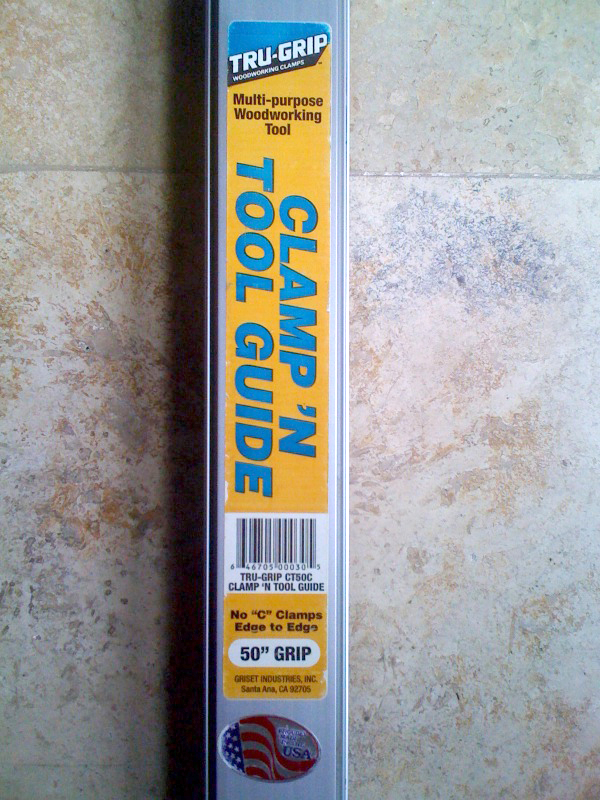 TRU-GRIP
WOODWORKING CLAMPS
Multi-purpose
Woodworking
Tool
CLAMP 'N
TOOL GUIDE
6 46705 00030 5
TRU-GRIP CT50C
CLAMP 'N TOOL GUIDE
No "C" Clamps
Edge to Edge
50" GRIP
GRISET INDUSTRIES, INC.
Santa Ana, CA 92705
USA